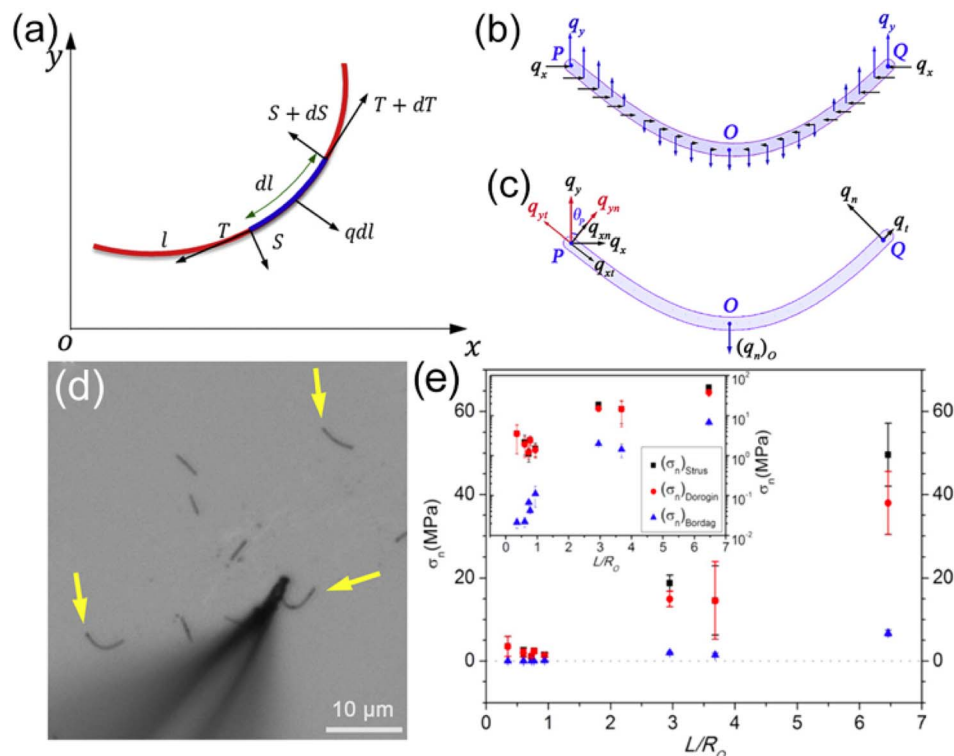 (a)
y
S + dS
T + dT
dl
l
T
S
qdl
o
x
(b)
q_y
q_y
P
Q
q_x
q_x
O
(c)
q_y
q_yt
θ_p
q_yn
q_n
q_xn
q_x
q_t
P
Q
q_xt
O
(q_n)_O
(d)
10 µm
(e)
60
40
20
0
σ_n(MPa)
0 1 2 3 4 5 6 7
L/R_O
60
40
20
0
10^2
10^1
10^0
10^-1
10^-2
σ_n(MPa)
(σ_n)_Strus
(σ_n)_Dorogin
(σ_n)_Bordag
0 1 2 3 4 5 6
L/R_O